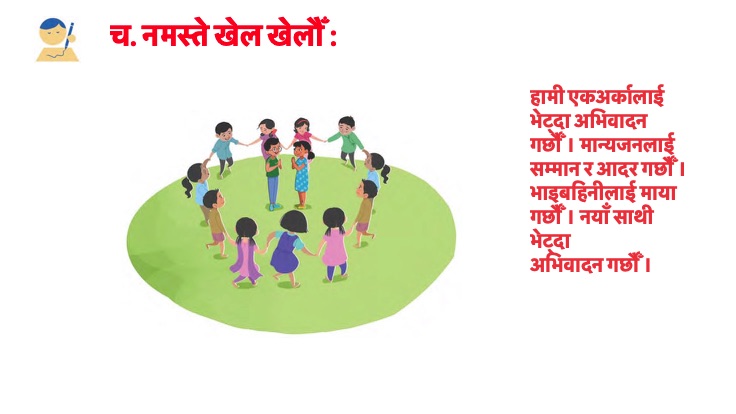 च. नमस्ते खेल खेलौँ :
हामी एकअर्कालाई
भेट्दा अभिवादन
गर्छौँ । मान्यजनलाई
सम्मान र आदर गर्छौँ ।
भाइबहिनीलाई माया
गर्छौँ । नयाँ साथी
भेट्दा
अभिवादन गर्छौँ ।